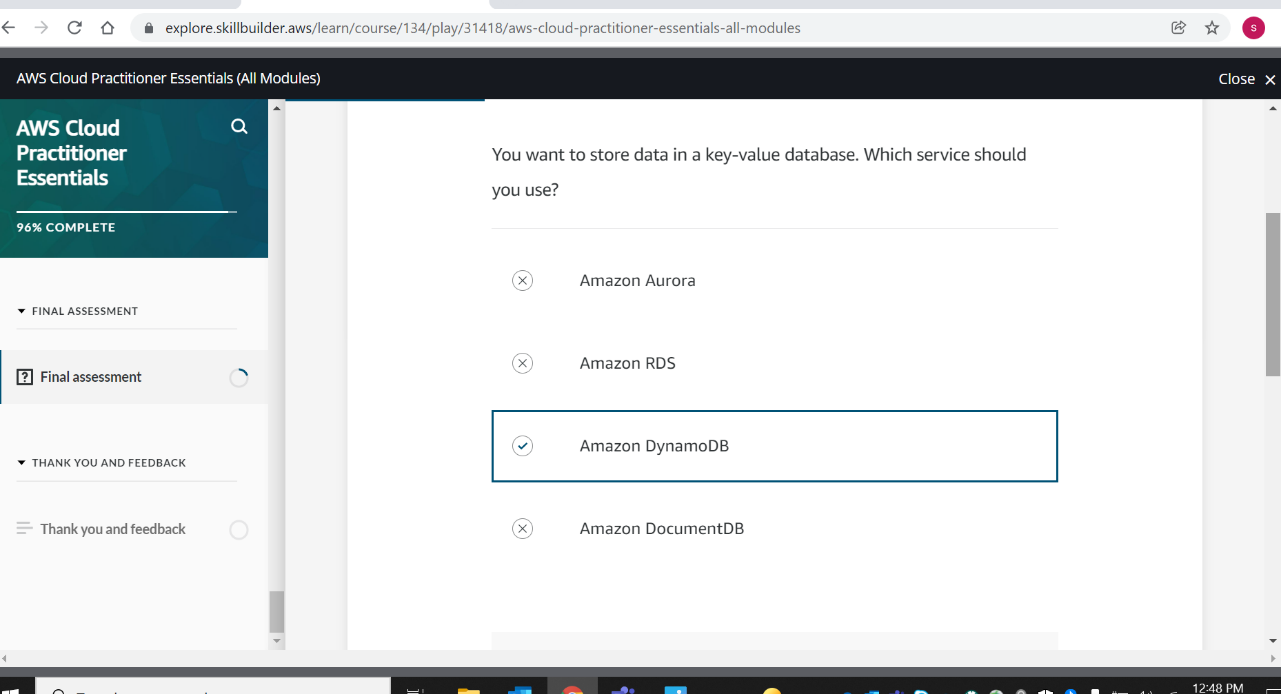 explore.skillbuilder.aws/learn/course/134/play/31418/aws-cloud-practitioner-essentials-all-modules
S
AWS Cloud Practitioner Essentials (All Modules)
Close
AWS Cloud
Practitioner
Essentials
96% COMPLETE
FINAL ASSESSMENT
Final assessment
THANK YOU AND FEEDBACK
Thank you and feedback
You want to store data in a key-value database. Which service should
you use?
Amazon Aurora
Amazon RDS
Amazon DynamoDB
Amazon DocumentDB
12:48 PM